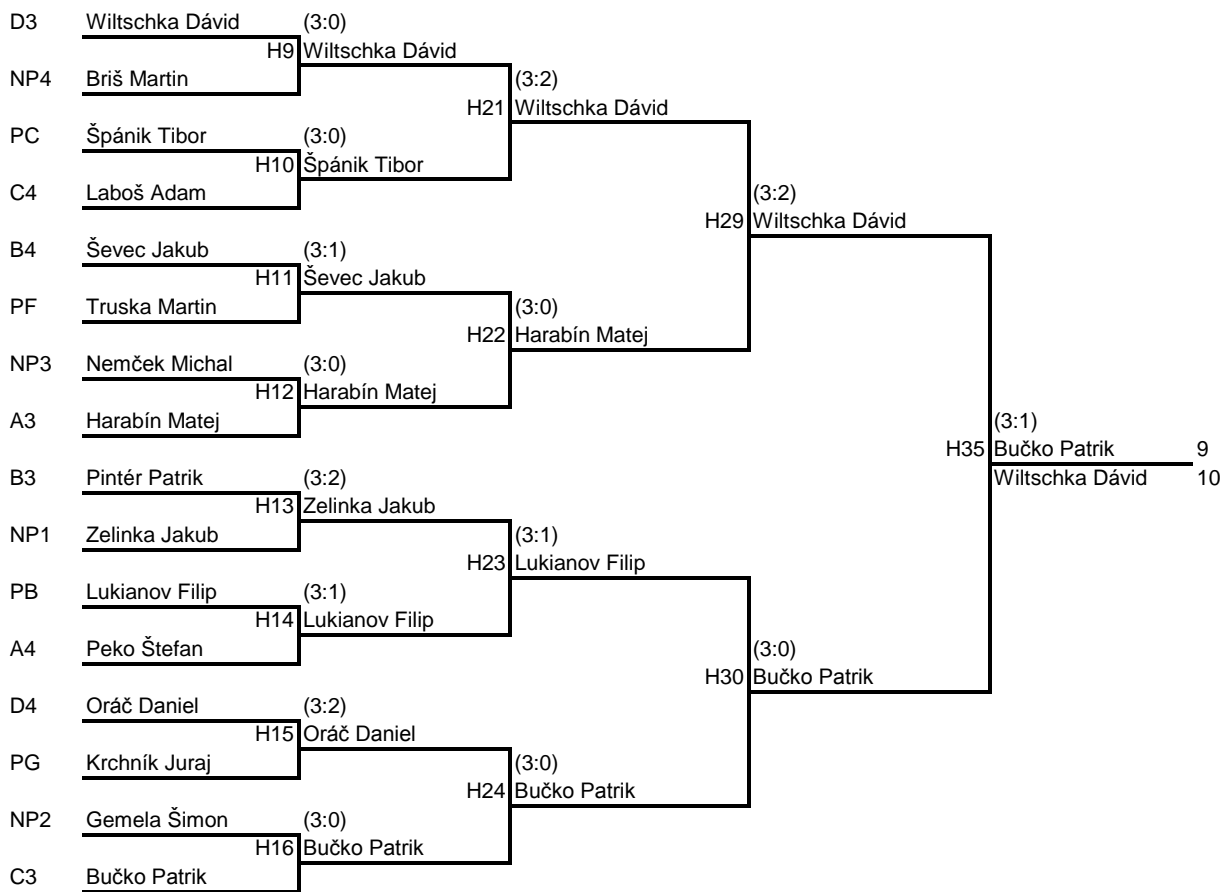 D3 Wiltschka Dávid (3:0)
H9 Wiltschka Dávid
NP4 Briš Martin (3:2)
H21 Wiltschka Dávid
PC Špánik Tibor (3:0)
H10 Špánik Tibor
C4 Laboš Adam (3:2)
H29 Wiltschka Dávid
B4 Ševec Jakub (3:1)
H11 Ševec Jakub
PF Truska Martin (3:0)
H22 Harabín Matej
NP3 Nemček Michal (3:0)
H12 Harabín Matej
A3 Harabín Matej (3:1)
H35 Bučko Patrik 9
B3 Pintér Patrik (3:2) Wiltschka Dávid 10
H13 Zelinka Jakub
NP1 Zelinka Jakub (3:1)
H23 Lukianov Filip
PB Lukianov Filip (3:1)
H14 Lukianov Filip
A4 Peko Štefan (3:0)
H30 Bučko Patrik
D4 Oráč Daniel (3:2)
H15 Oráč Daniel
PG Krchník Juraj (3:0)
H24 Bučko Patrik
NP2 Gemela Šimon (3:0)
H16 Bučko Patrik
C3 Bučko Patrik